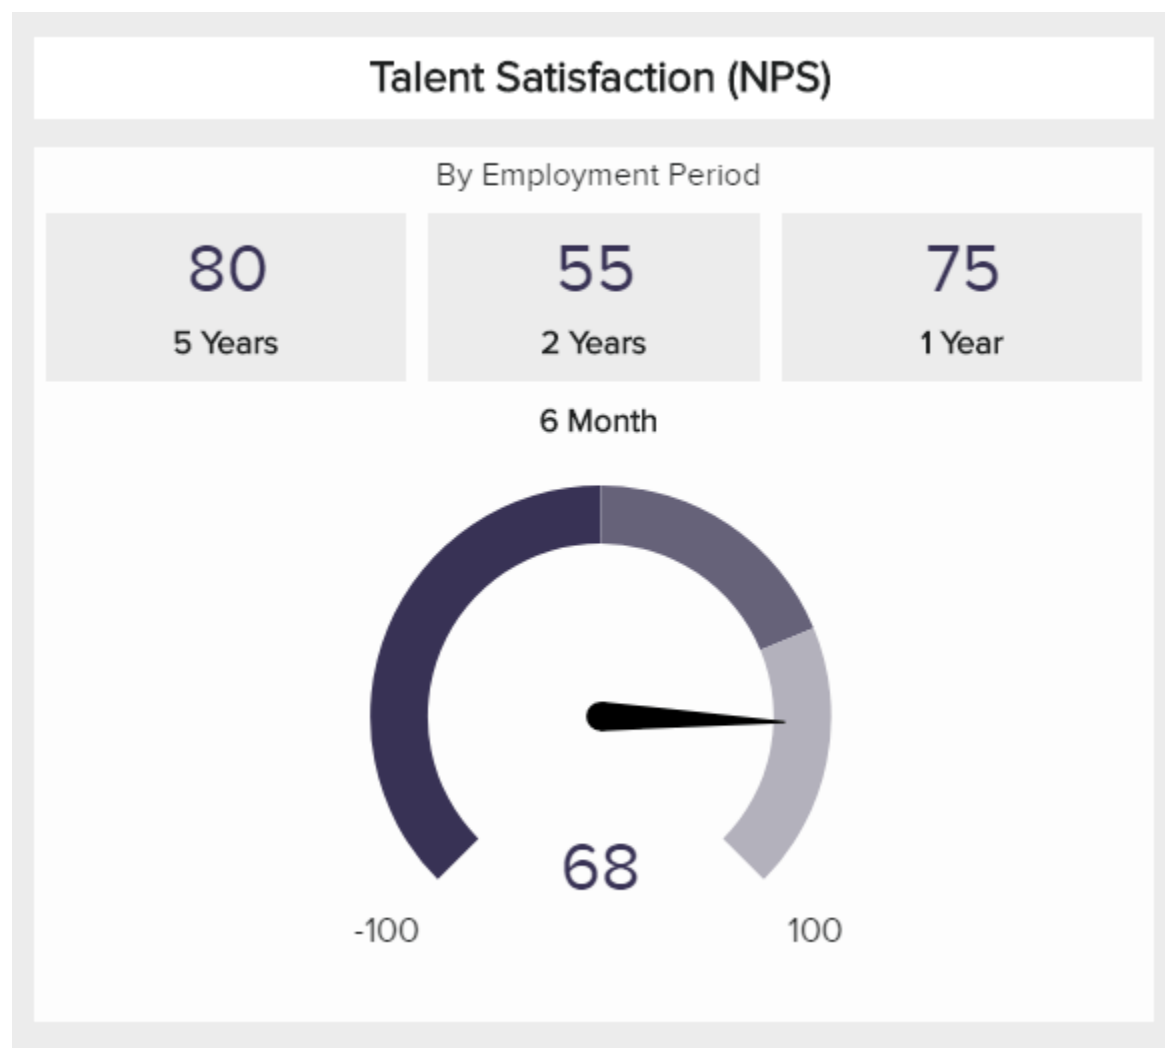 Talent Satisfaction (NPS)
By Employment Period
80 55 75
5 Years 2 Years 1 Year
6 Month
68
-100 100